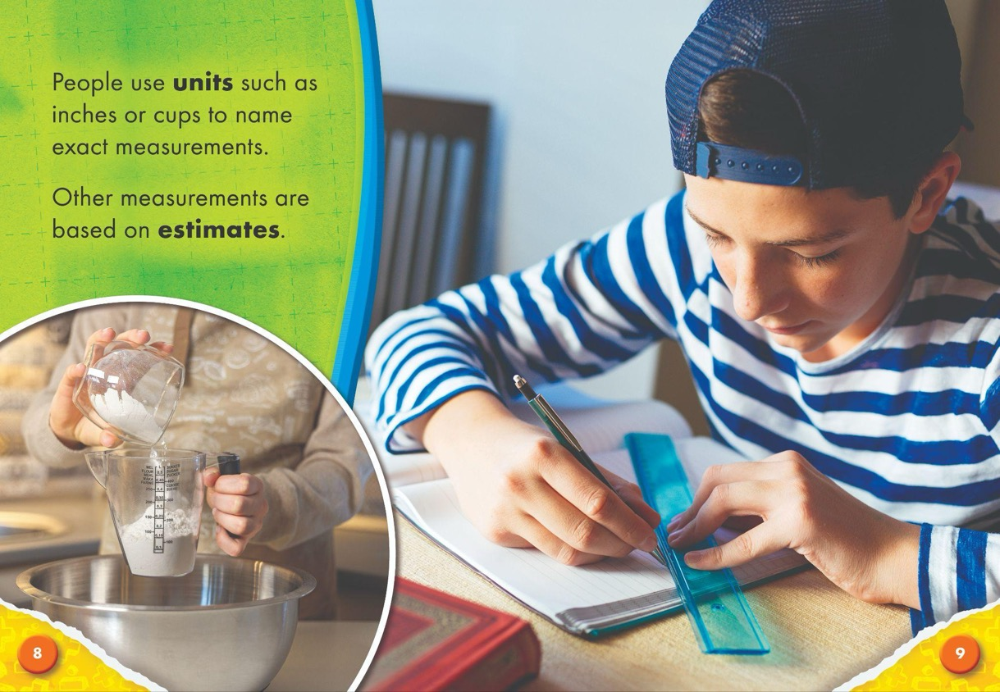 People use units such as
inches or cups to name
exact measurements.
Other measurements are
based on estimates.
8
9